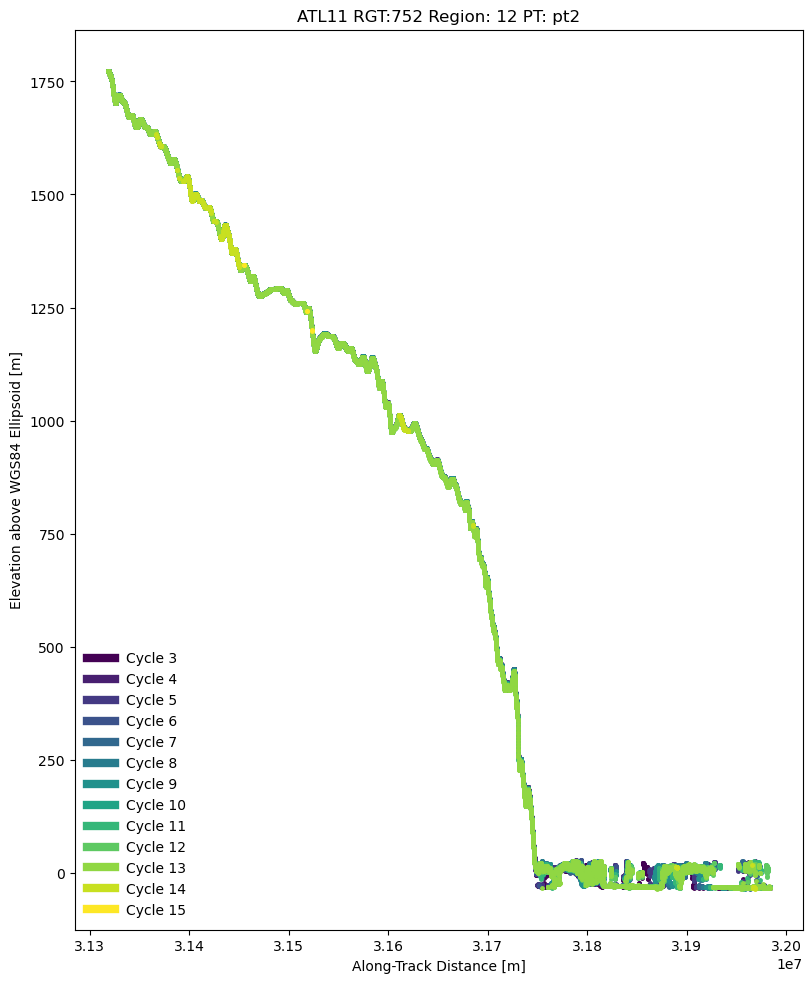 ATL11 RGT:752 Region: 12 PT: pt2
Elevation above WGS84 Ellipsoid [m]
1750
1500
1250
1000
750
500
250
0
Cycle 3
Cycle 4
Cycle 5
Cycle 6
Cycle 7
Cycle 8
Cycle 9
Cycle 10
Cycle 11
Cycle 12
Cycle 13
Cycle 14
Cycle 15
3.13 3.14 3.15 3.16 3.17 3.18 3.19 3.20
1e7
Along-Track Distance [m]